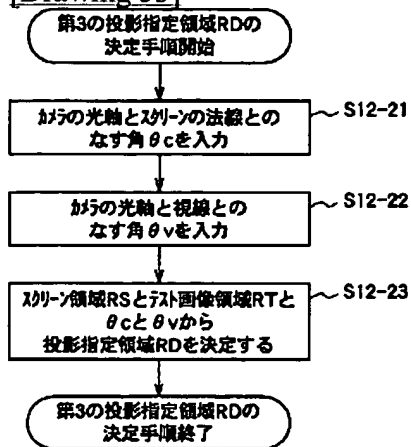 [Drawing 33]
第3の投影指定領域RDの
決定手順開始
カメラの光軸とスクリーンの法線との
なす角θcを入力
S12-21
カメラの光軸と視線との
なす角θvを入力
S12-22
スクリーン領域RSとテスト画像領域RTと
θcとθvから
投影指定領域RDを決定する
S12-23
第3の投影指定領域RDの
決定手順終了